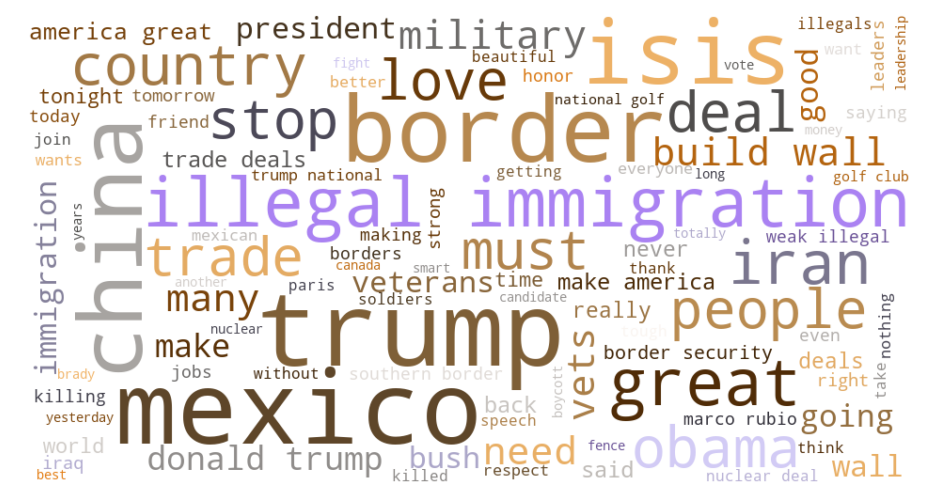 america great
president
military
isis
illegals
want
leaders
leadership
country
fight
better
love
beautiful
honor
vote
good
tonight
tomorrow
national golf
deal
saying
today
friend
stop
border
money
join
china
trade deals
build wall
wants
trump national
getting
everyone
long
golf club
immigration
years
illegal immigration
strong
mexican
making
must
totally
weak illegal
trade
borders
canada
smart
never
thank
iran
another
paris
veterans
time
make america
many
soldiers
candidate
really
people
nothing
nuclear
trump
tough
even
make
vets
border security
deals
take
brady
jobs
without
southern border
boycott
great
right
killing
mexico
back
marco rubio
going
yesterday
speech
world
donald trump
bush
need
fence
obama
think
iraq
respect
said
wall
best
killed
nuclear deal